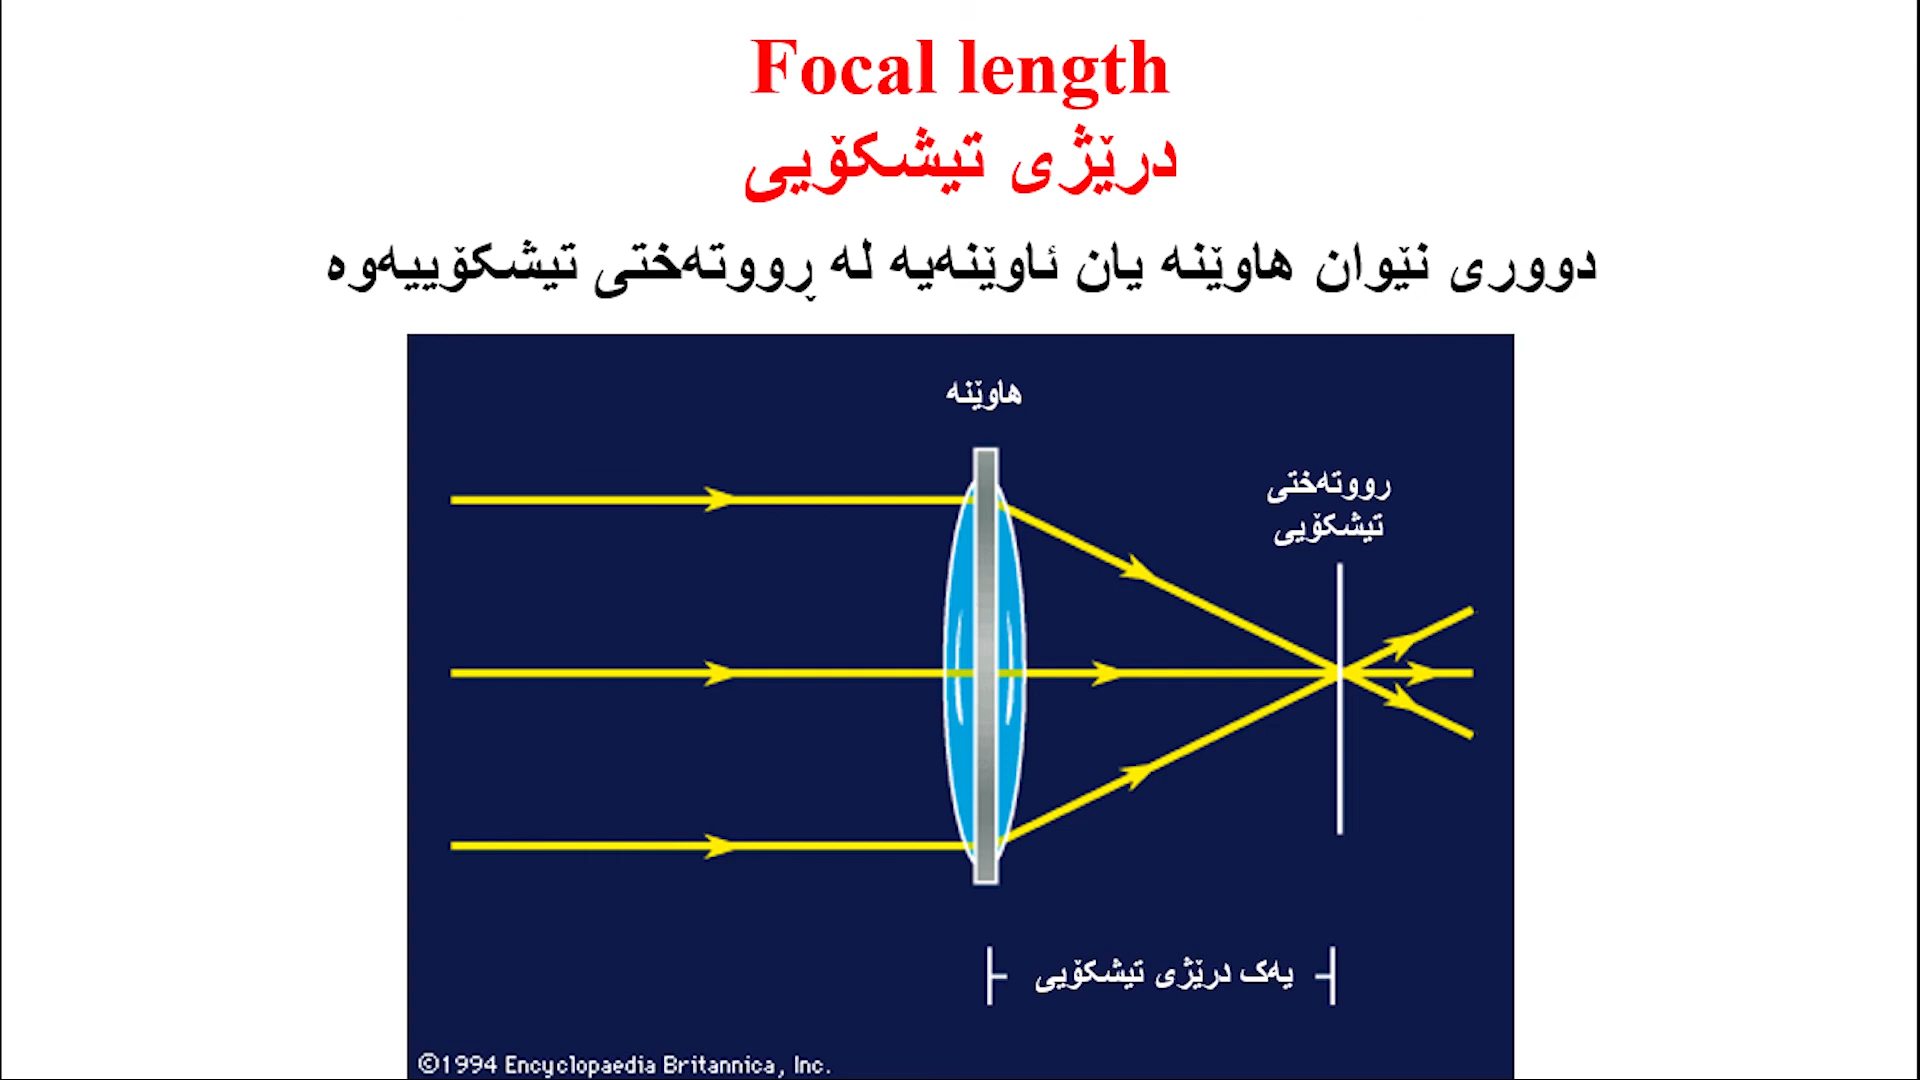 Focal length
درێژی تیشکۆیی
دووری نێوان هاوێنە یان ئاوێنەیە لە ڕووتەختی تیشکۆییەوە
هاوێنە
رووتەختی
تیشکۆیی
یەک درێژی تیشکۆیی
©1994 Encyclopaedia Britannica, Inc.